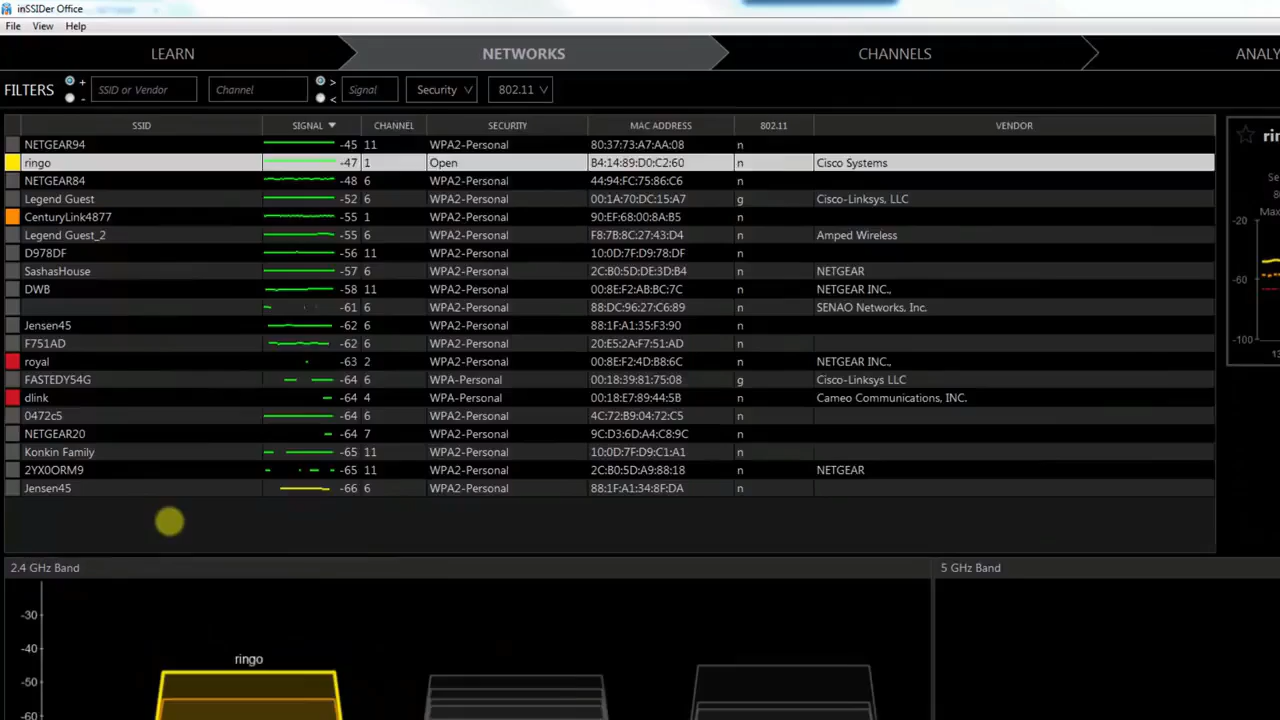 inSSIDer Office
File View Help
LEARN NETWORKS CHANNELS ANALY
FILTERS + - SSID or Vendor Channel > < Signal Security 802.11
SSID SIGNAL CHANNEL SECURITY MAC ADDRESS 802.11 VENDOR
NETGEAR94 -45 11 WPA2-Personal 80:37:73:A7:AA:08 n
ringo -47 1 Open B4:14:89:D0:C2:60 n Cisco Systems
NETGEAR84 -48 6 WPA2-Personal 44:94:FC:75:86:C6 n
Legend Guest -52 6 WPA2-Personal 00:1A:70:DC:15:A7 g Cisco-Linksys, LLC
CenturyLink4877 -55 1 WPA2-Personal 90:EF:68:00:8A:B5 n
Legend Guest_2 -55 6 WPA2-Personal F8:7B:8C:27:43:D4 n Amped Wireless
D978DF -56 11 WPA2-Personal 10:0D:7F:D9:78:DF n
SashasHouse -57 6 WPA2-Personal 2C:B0:5D:DE:3D:B4 n NETGEAR
DWB -58 11 WPA2-Personal 00:8E:F2:AB:BC:7C n NETGEAR INC.,
-61 6 WPA2-Personal 88:DC:96:27:C6:89 n SENAO Networks, Inc.
Jensen45 -62 6 WPA2-Personal 88:1F:A1:35:F3:90 n
F751AD -62 6 WPA2-Personal 20:E5:2A:F7:51:AD n
royal -63 2 WPA2-Personal 00:8E:F2:4D:B8:6C n NETGEAR INC.,
FASTEDY54G -64 6 WPA-Personal 00:18:39:81:75:08 g Cisco-Linksys LLC
dlink -64 4 WPA-Personal 00:18:E7:89:44:5B n Cameo Communications, INC.
0472c5 -64 6 WPA2-Personal 4C:72:B9:04:72:C5 n
NETGEAR20 -64 7 WPA2-Personal 9C:D3:6D:A4:C8:9C n
Konkin Family -65 11 WPA2-Personal 10:0D:7F:D9:C1:A1 n
2YX0ORM9 -65 11 WPA2-Personal 2C:B0:5D:A9:88:18 n NETGEAR
Jensen45 -66 6 WPA2-Personal 88:1F:A1:34:8F:DA n
rin
Se
8
Max
-20
-60
-100
13
2.4 GHz Band
5 GHz Band
-30
-40
-50
-60
ringo